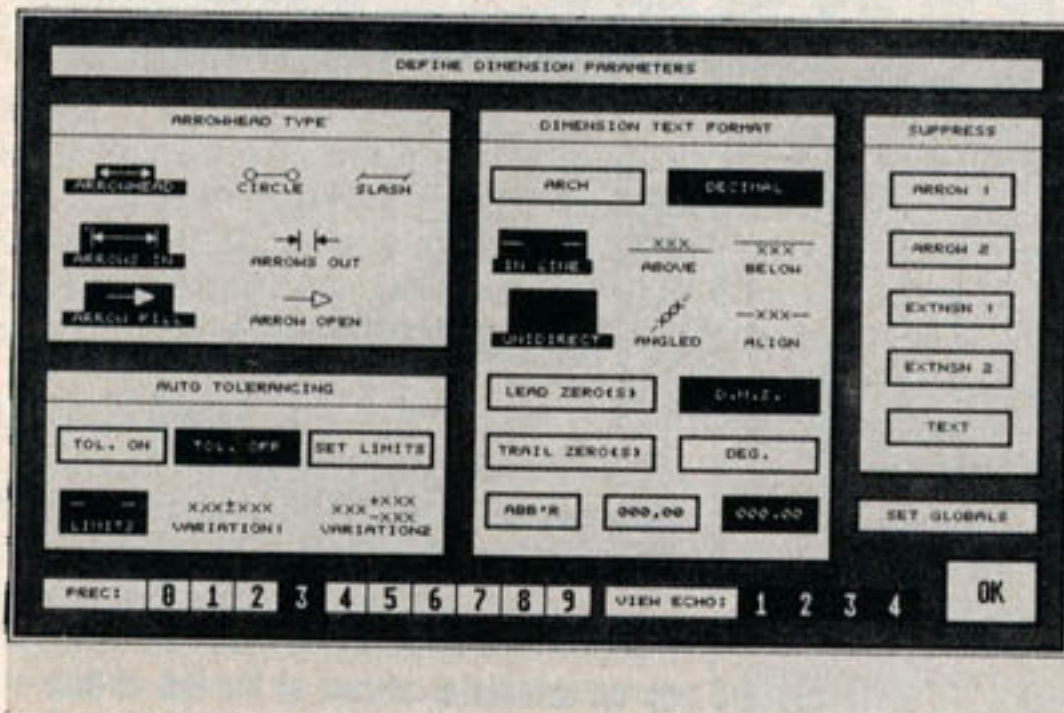 DEFINE DIMENSION PARAMETERS
ARROWHEAD TYPE
ARROWHEAD
CIRCLE
SLASH
ARROWS IN
ARROWS OUT
ARROW FILL
ARROW OPEN
AUTO TOLERANCING
TOL. ON
TOL. OFF
SET LIMITS
LIMITS
XXX±XXX
VARIATION1
XXX+XXX
-XXX
VARIATION2
DIMENSION TEXT FORMAT
ARCH
DECIMAL
IN LINE
XXX
ABOVE
XXX
BELOW
UNIDIRECT
XXX
ANGLED
XXX
ALIGN
LEAD ZERO(S)
D.M.S.
TRAIL ZERO(S)
DEG.
ABB'R
000,00
000.00
SUPPRESS
ARROW 1
ARROW 2
EXTNSN 1
EXTNSN 2
TEXT
SET GLOBALS
PREC: 0 1 2 3 4 5 6 7 8 9
VIEW ECHO: 1 2 3 4
OK